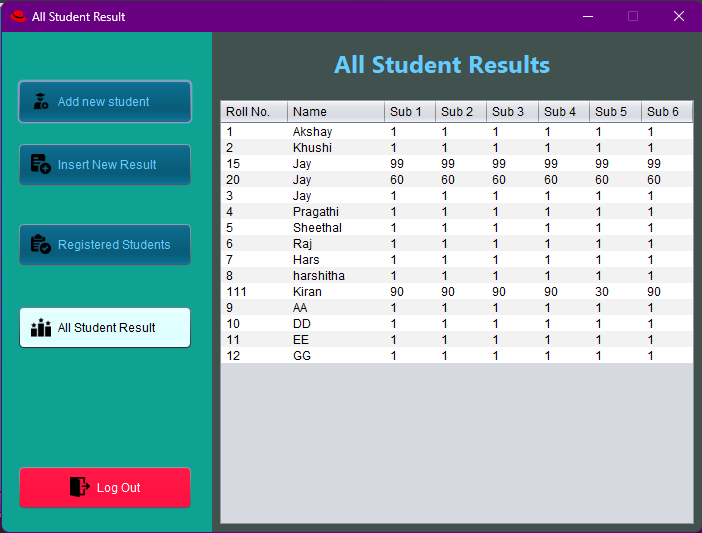 All Student Result
Add new student
Insert New Result
Registered Students
All Student Result
Log Out
All Student Results
Roll No. Name Sub 1 Sub 2 Sub 3 Sub 4 Sub 5 Sub 6
1 Akshay 1 1 1 1 1 1
2 Khushi 1 1 1 1 1 1
15 Jay 99 99 99 99 99 99
20 Jay 60 60 60 60 60 60
3 Jay 1 1 1 1 1 1
4 Pragathi 1 1 1 1 1 1
5 Sheethal 1 1 1 1 1 1
6 Raj 1 1 1 1 1 1
7 Hars 1 1 1 1 1 1
8 harshitha 1 1 1 1 1 1
111 Kiran 90 90 90 90 30 90
9 AA 1 1 1 1 1 1
10 DD 1 1 1 1 1 1
11 EE 1 1 1 1 1 1
12 GG 1 1 1 1 1 1